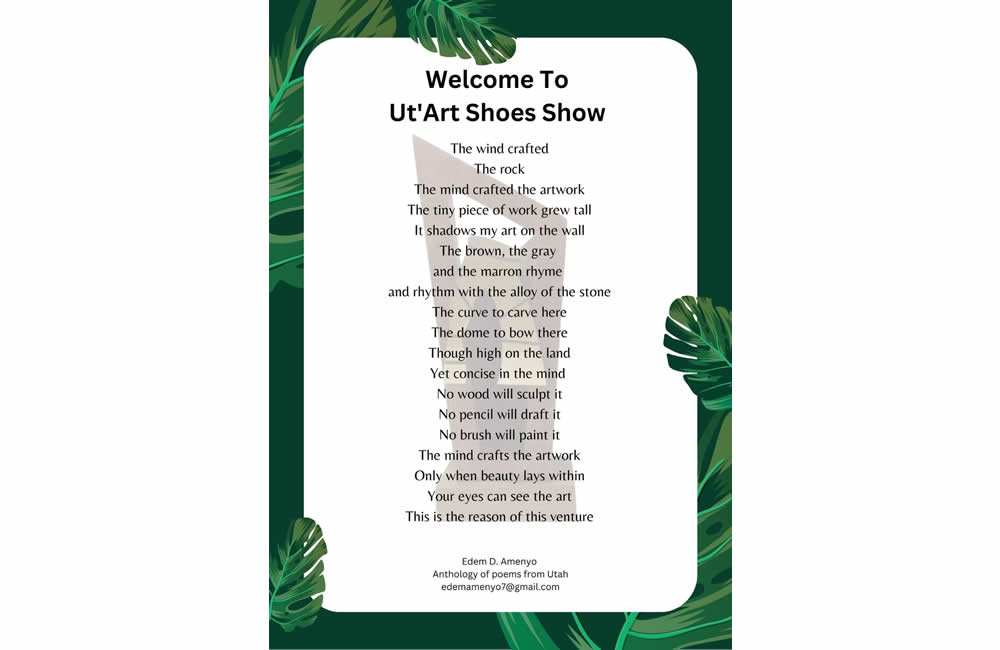 Welcome To
Ut'Art Shoes Show
The wind crafted
The rock
The mind crafted the artwork
The tiny piece of work grew tall
It shadows my art on the wall
The brown, the gray
and the marron rhyme
and rhythm with the alloy of the stone
The curve to carve here
The dome to bow there
Though high on the land
Yet concise in the mind
No wood will sculpt it
No pencil will draft it
No brush will paint it
The mind crafts the artwork
Only when beauty lays within
Your eyes can see the art
This is the reason of this venture
Edem D. Amenyo
Anthology of poems from Utah
edemamenyo7@gmail.com